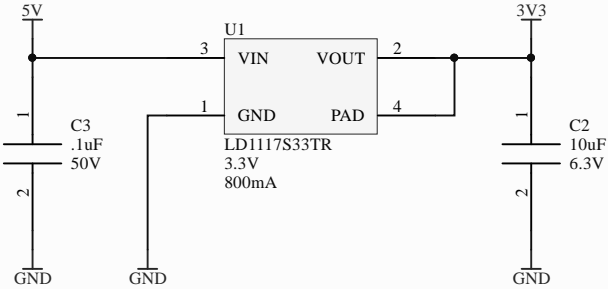 5V
3V3
U1
3
VIN
VOUT
2
1
GND
PAD
4
LD1117S33TR
3.3V
800mA
1
C3
.1uF
50V
2
1
C2
10uF
6.3V
2
GND
GND
GND